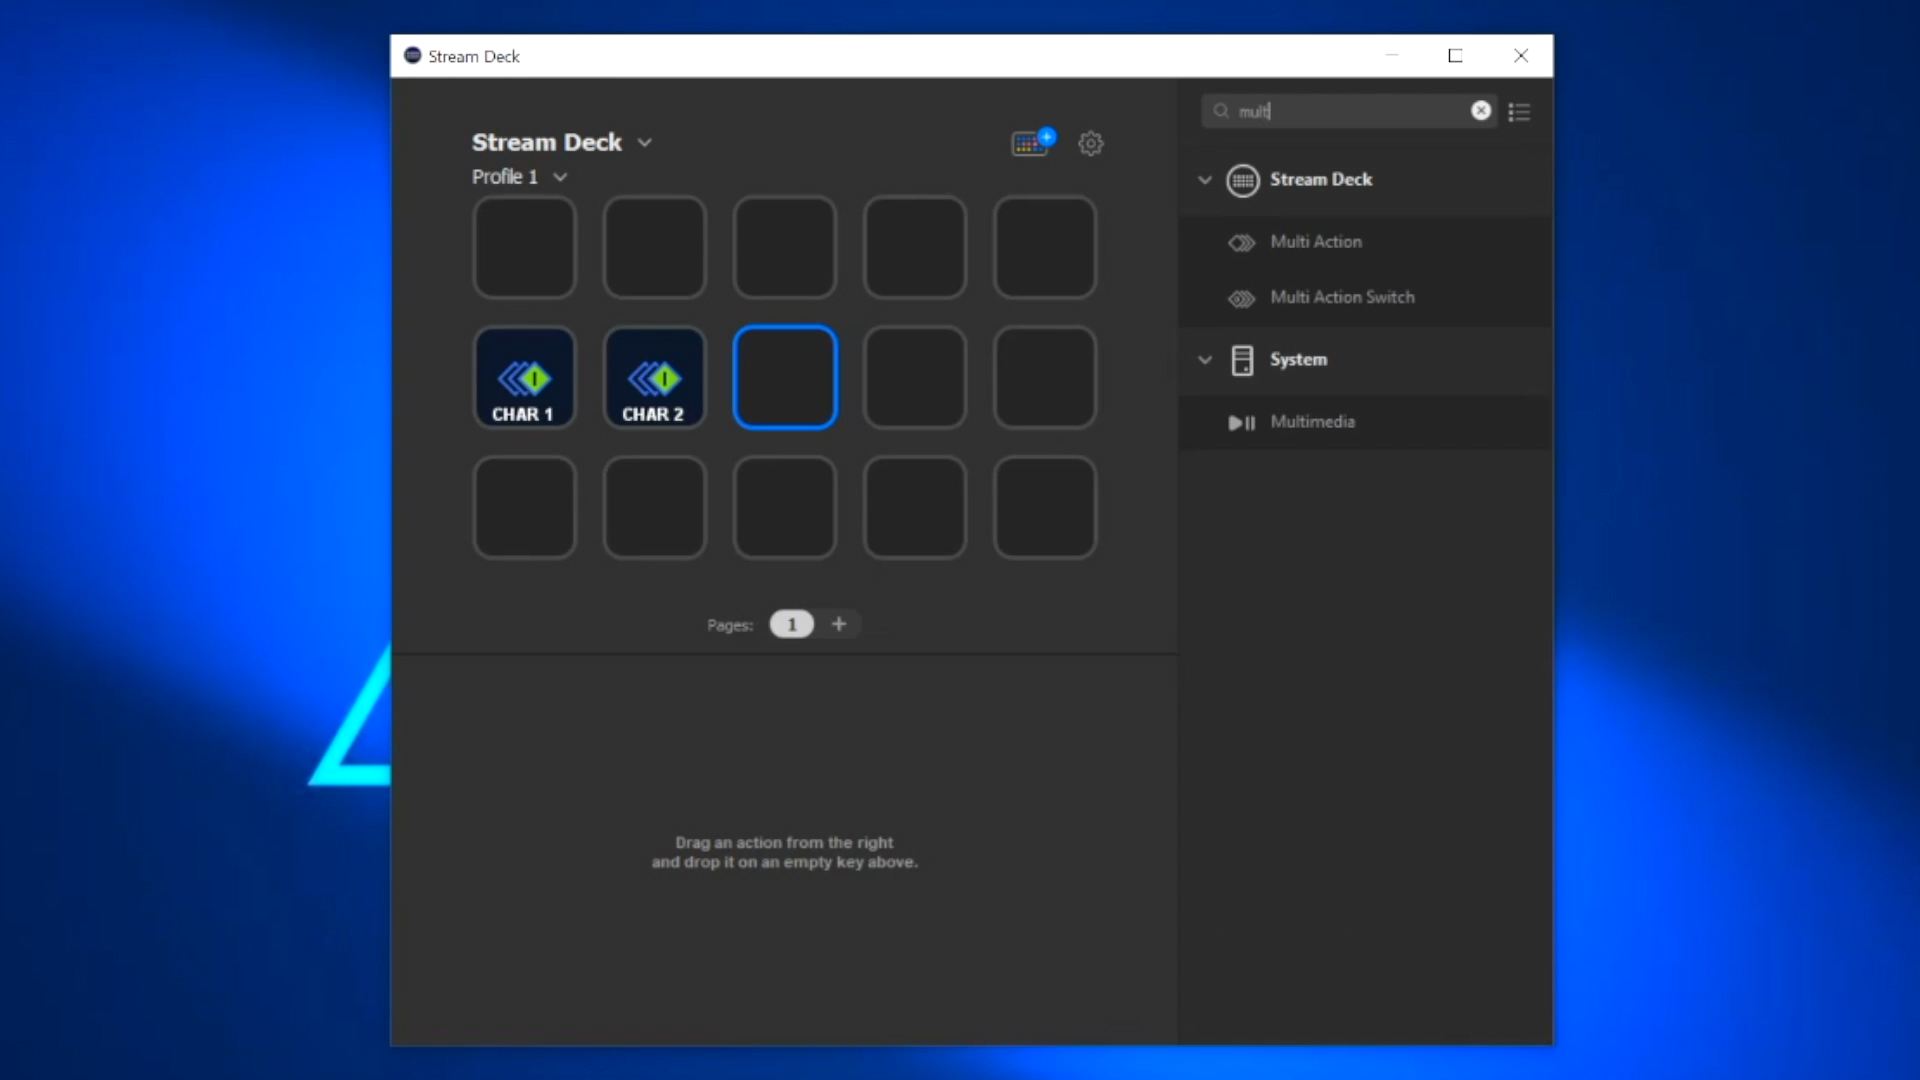 Stream Deck
mult
Stream Deck
Profile 1
Stream Deck
Multi Action
Multi Action Switch
System
Multimedia
CHAR 1
CHAR 2
Pages: 1 +
Drag an action from the right
and drop it on an empty key above.